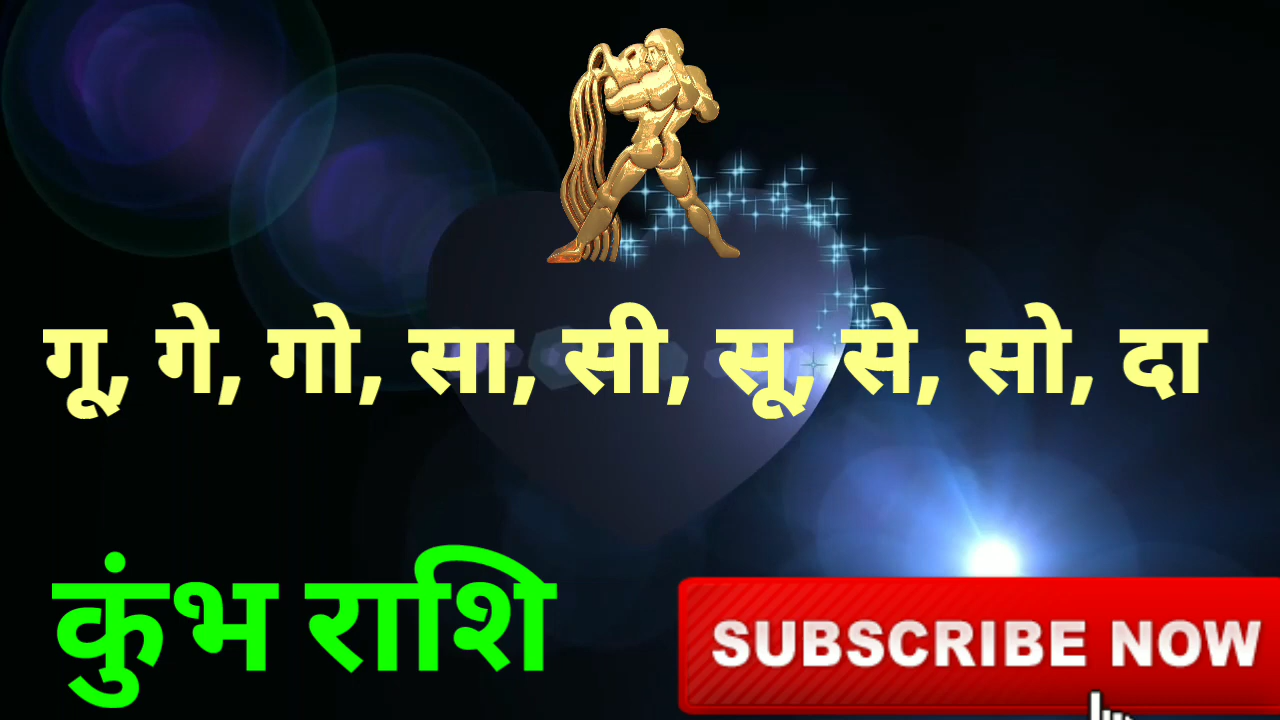 गू, गे, गो, सा, सी, सू, से, सो, दा
कुंभ राशि
SUBSCRIBE NOW